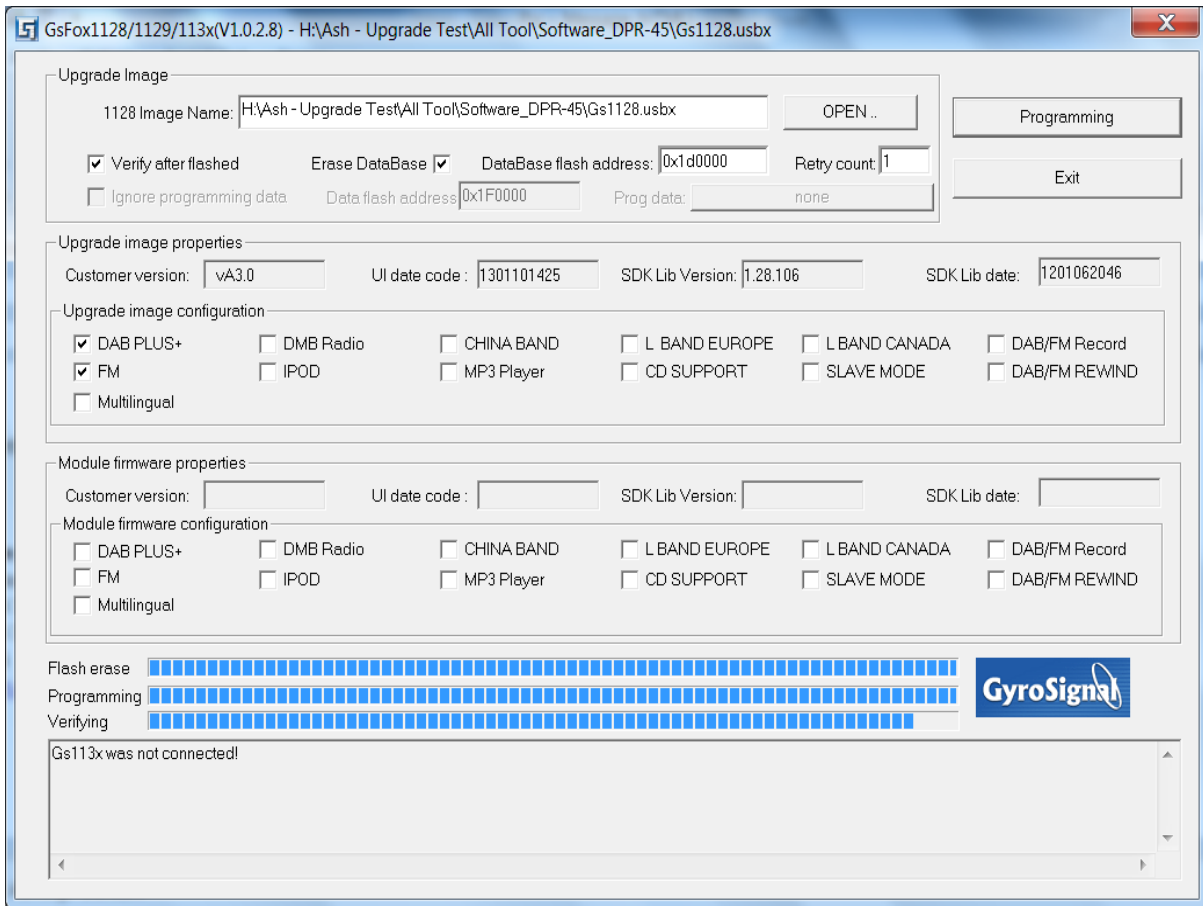 GsFox1128/1129/113x(V1.0.2.8) - H:\Ash - Upgrade Test\All Tool\Software_DPR-45\Gs1128.usbx
Upgrade Image
1128 Image Name: H:\Ash - Upgrade Test\All Tool\Software_DPR-45\Gs1128.usbx OPEN .. Programming
Verify after flashed Erase DataBase DataBase flash address: 0x1d0000 Retry count: 1 Exit
Ignore programming data Data flash address 0x1F0000 Prog data: none
Upgrade image properties
Customer version: vA3.0 UI date code : 1301101425 SDK Lib Version: 1.28.106 SDK Lib date: 1201062046
Upgrade image configuration
DAB PLUS+ DMB Radio CHINA BAND L BAND EUROPE L BAND CANADA DAB/FM Record
FM IPOD MP3 Player CD SUPPORT SLAVE MODE DAB/FM REWIND
Multilingual
Module firmware properties
Customer version: UI date code : SDK Lib Version: SDK Lib date:
Module firmware configuration
DAB PLUS+ DMB Radio CHINA BAND L BAND EUROPE L BAND CANADA DAB/FM Record
FM IPOD MP3 Player CD SUPPORT SLAVE MODE DAB/FM REWIND
Multilingual
Flash erase
Programming
Verifying
GyroSignal
Gs113x was not connected!